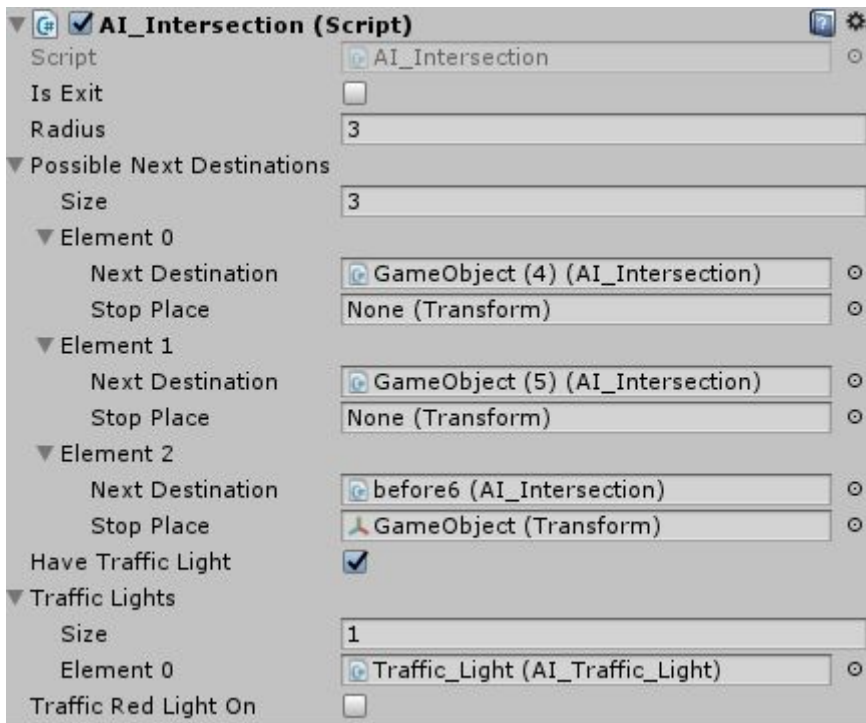 AI_Intersection (Script)
Script AI_Intersection
Is Exit
Radius 3
Possible Next Destinations
Size 3
Element 0
Next Destination GameObject (4) (AI_Intersection)
Stop Place None (Transform)
Element 1
Next Destination GameObject (5) (AI_Intersection)
Stop Place None (Transform)
Element 2
Next Destination before6 (AI_Intersection)
Stop Place GameObject (Transform)
Have Traffic Light
Traffic Lights
Size 1
Element 0 Traffic_Light (AI_Traffic_Light)
Traffic Red Light On